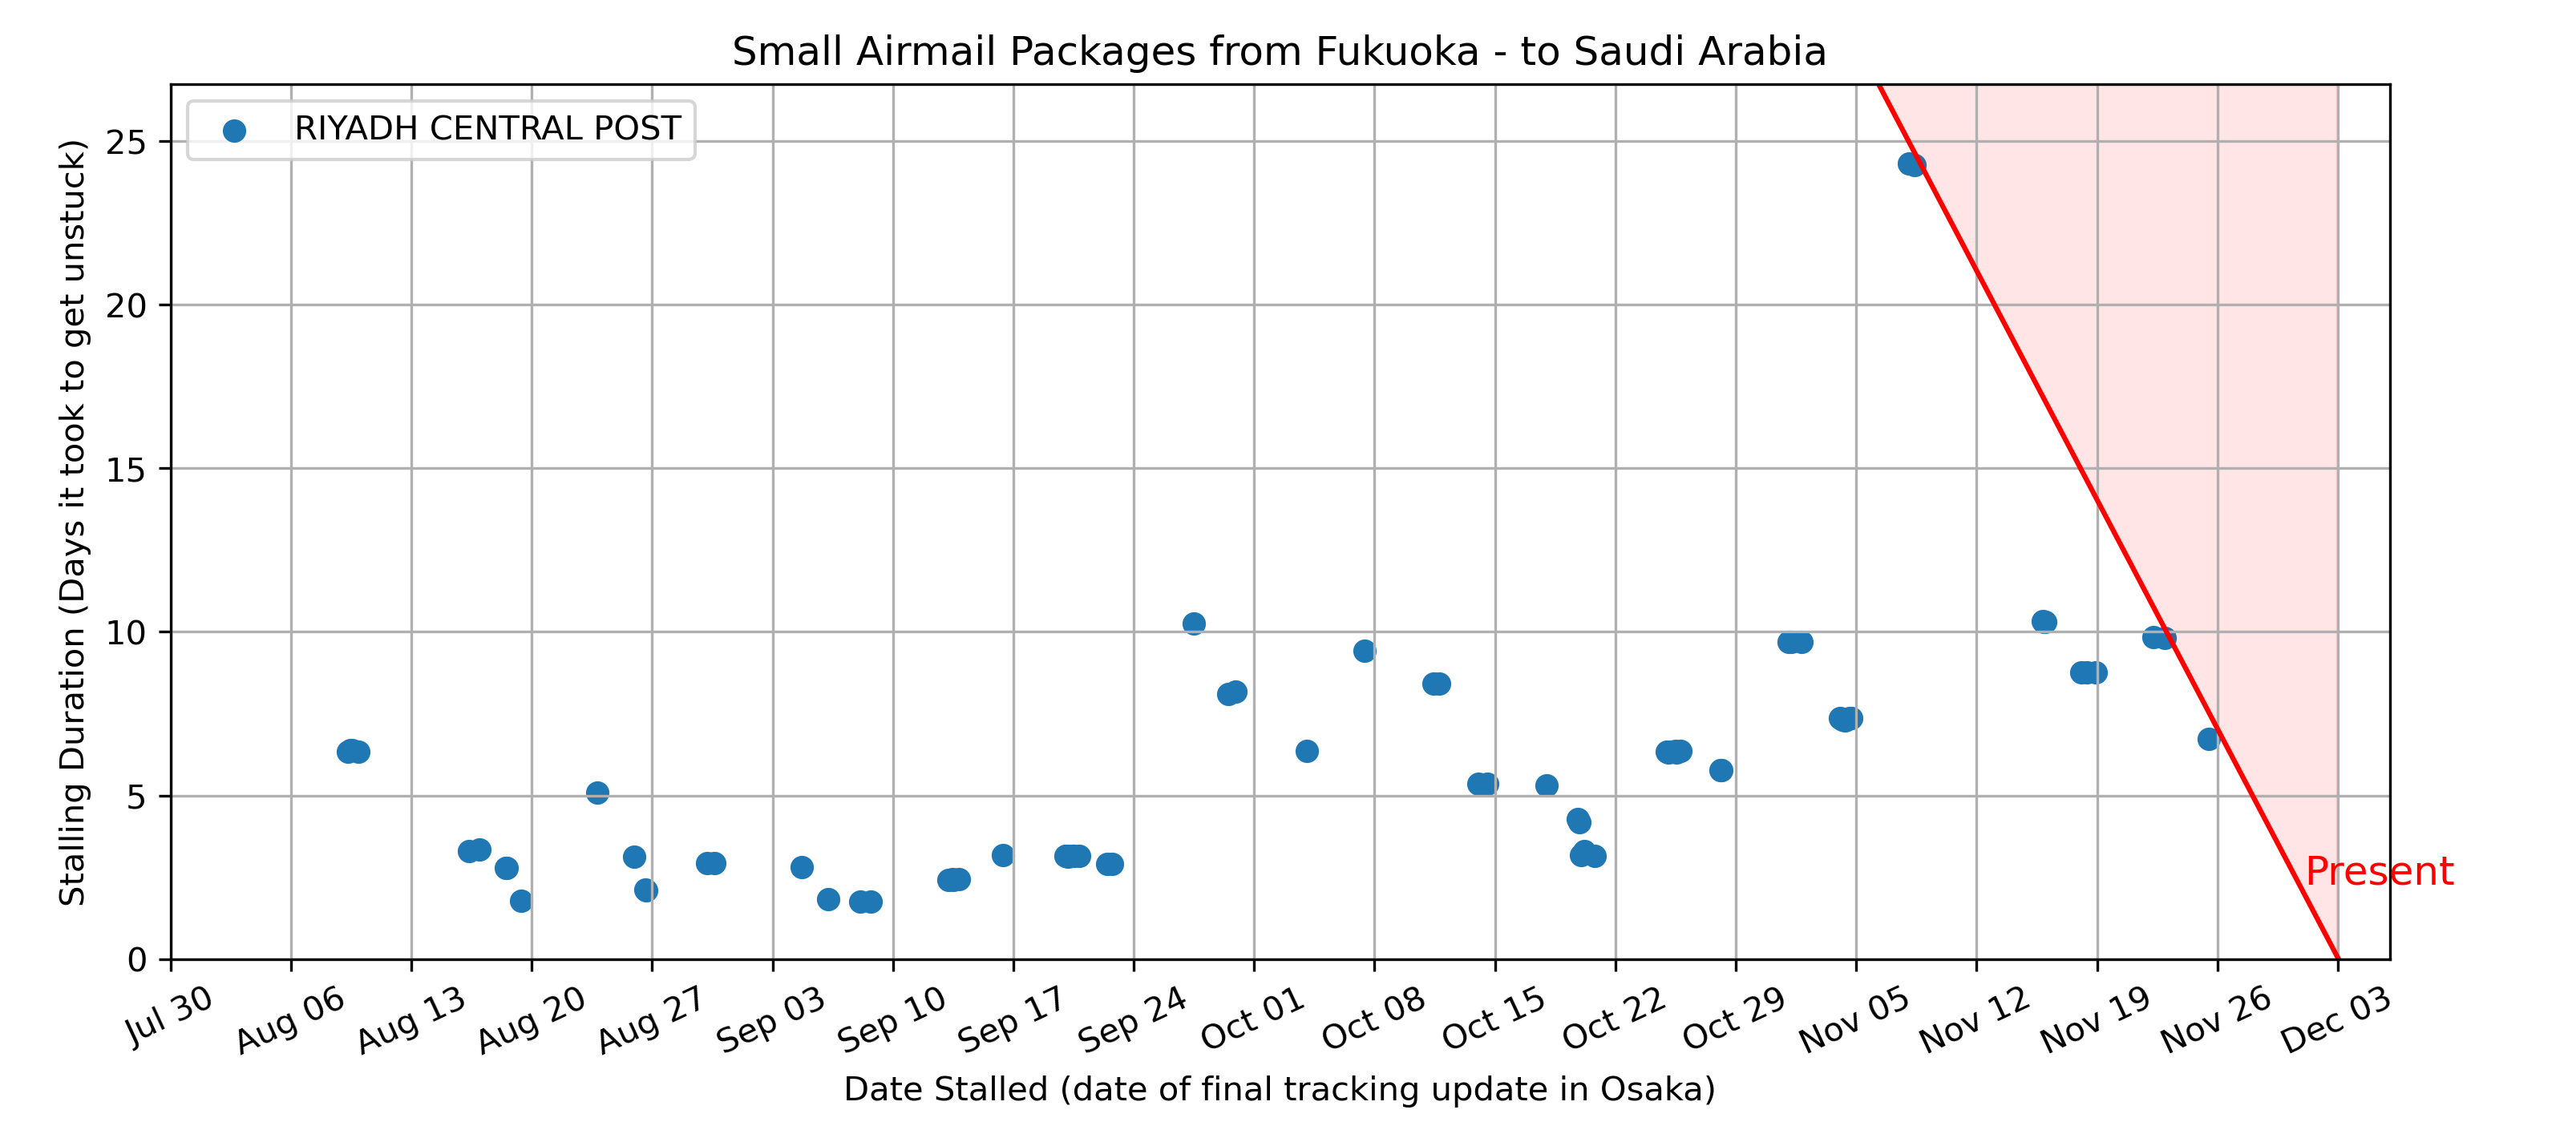 Small Airmail Packages from Fukuoka - to Saudi Arabia
RIYADH CENTRAL POST
Stalling Duration (Days it took to get unstuck)
25
20
15
10
5
0
Present
Jul 30 Aug 06 Aug 13 Aug 20 Aug 27 Sep 03 Sep 10 Sep 17 Sep 24 Oct 01 Oct 08 Oct 15 Oct 22 Oct 29 Nov 05 Nov 12 Nov 19 Nov 26 Dec 03
Date Stalled (date of final tracking update in Osaka)